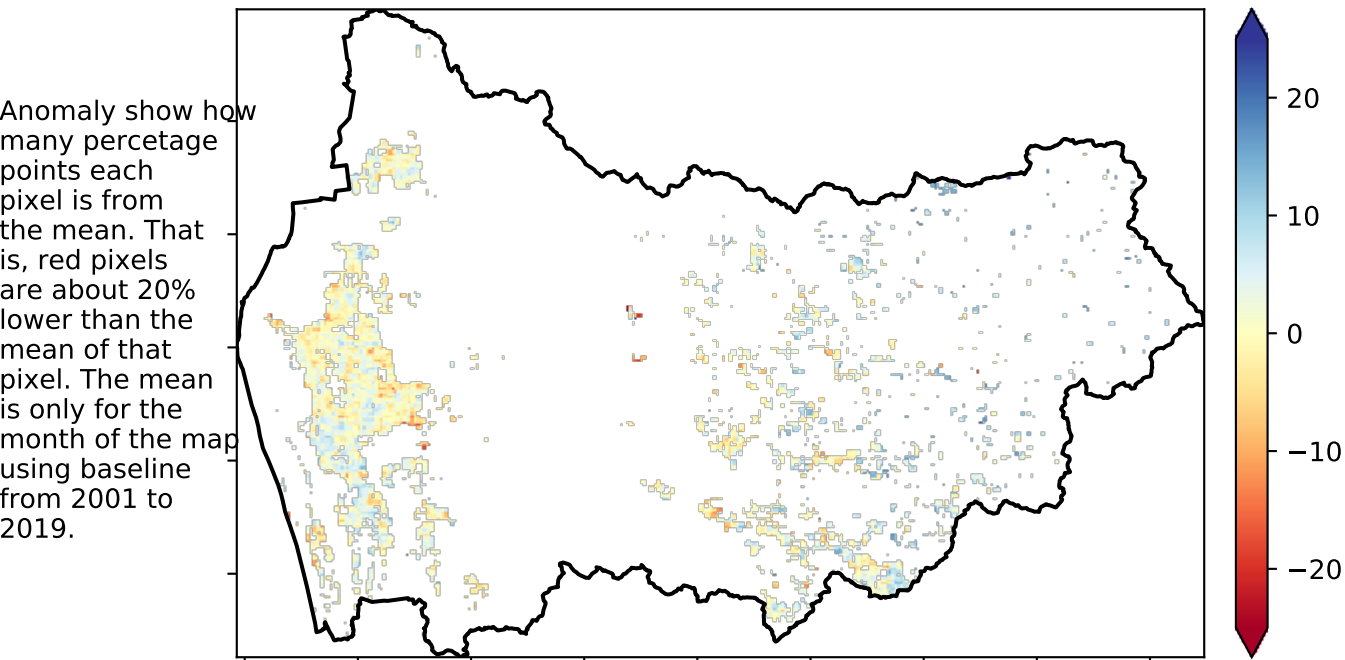 Anomaly show how
many percetage
points each
pixel is from
the mean. That
is, red pixels
are about 20%
lower than the
mean of that
pixel. The mean
is only for the
month of the map
using baseline
from 2001 to
2019.
20
10
0
−10
−20